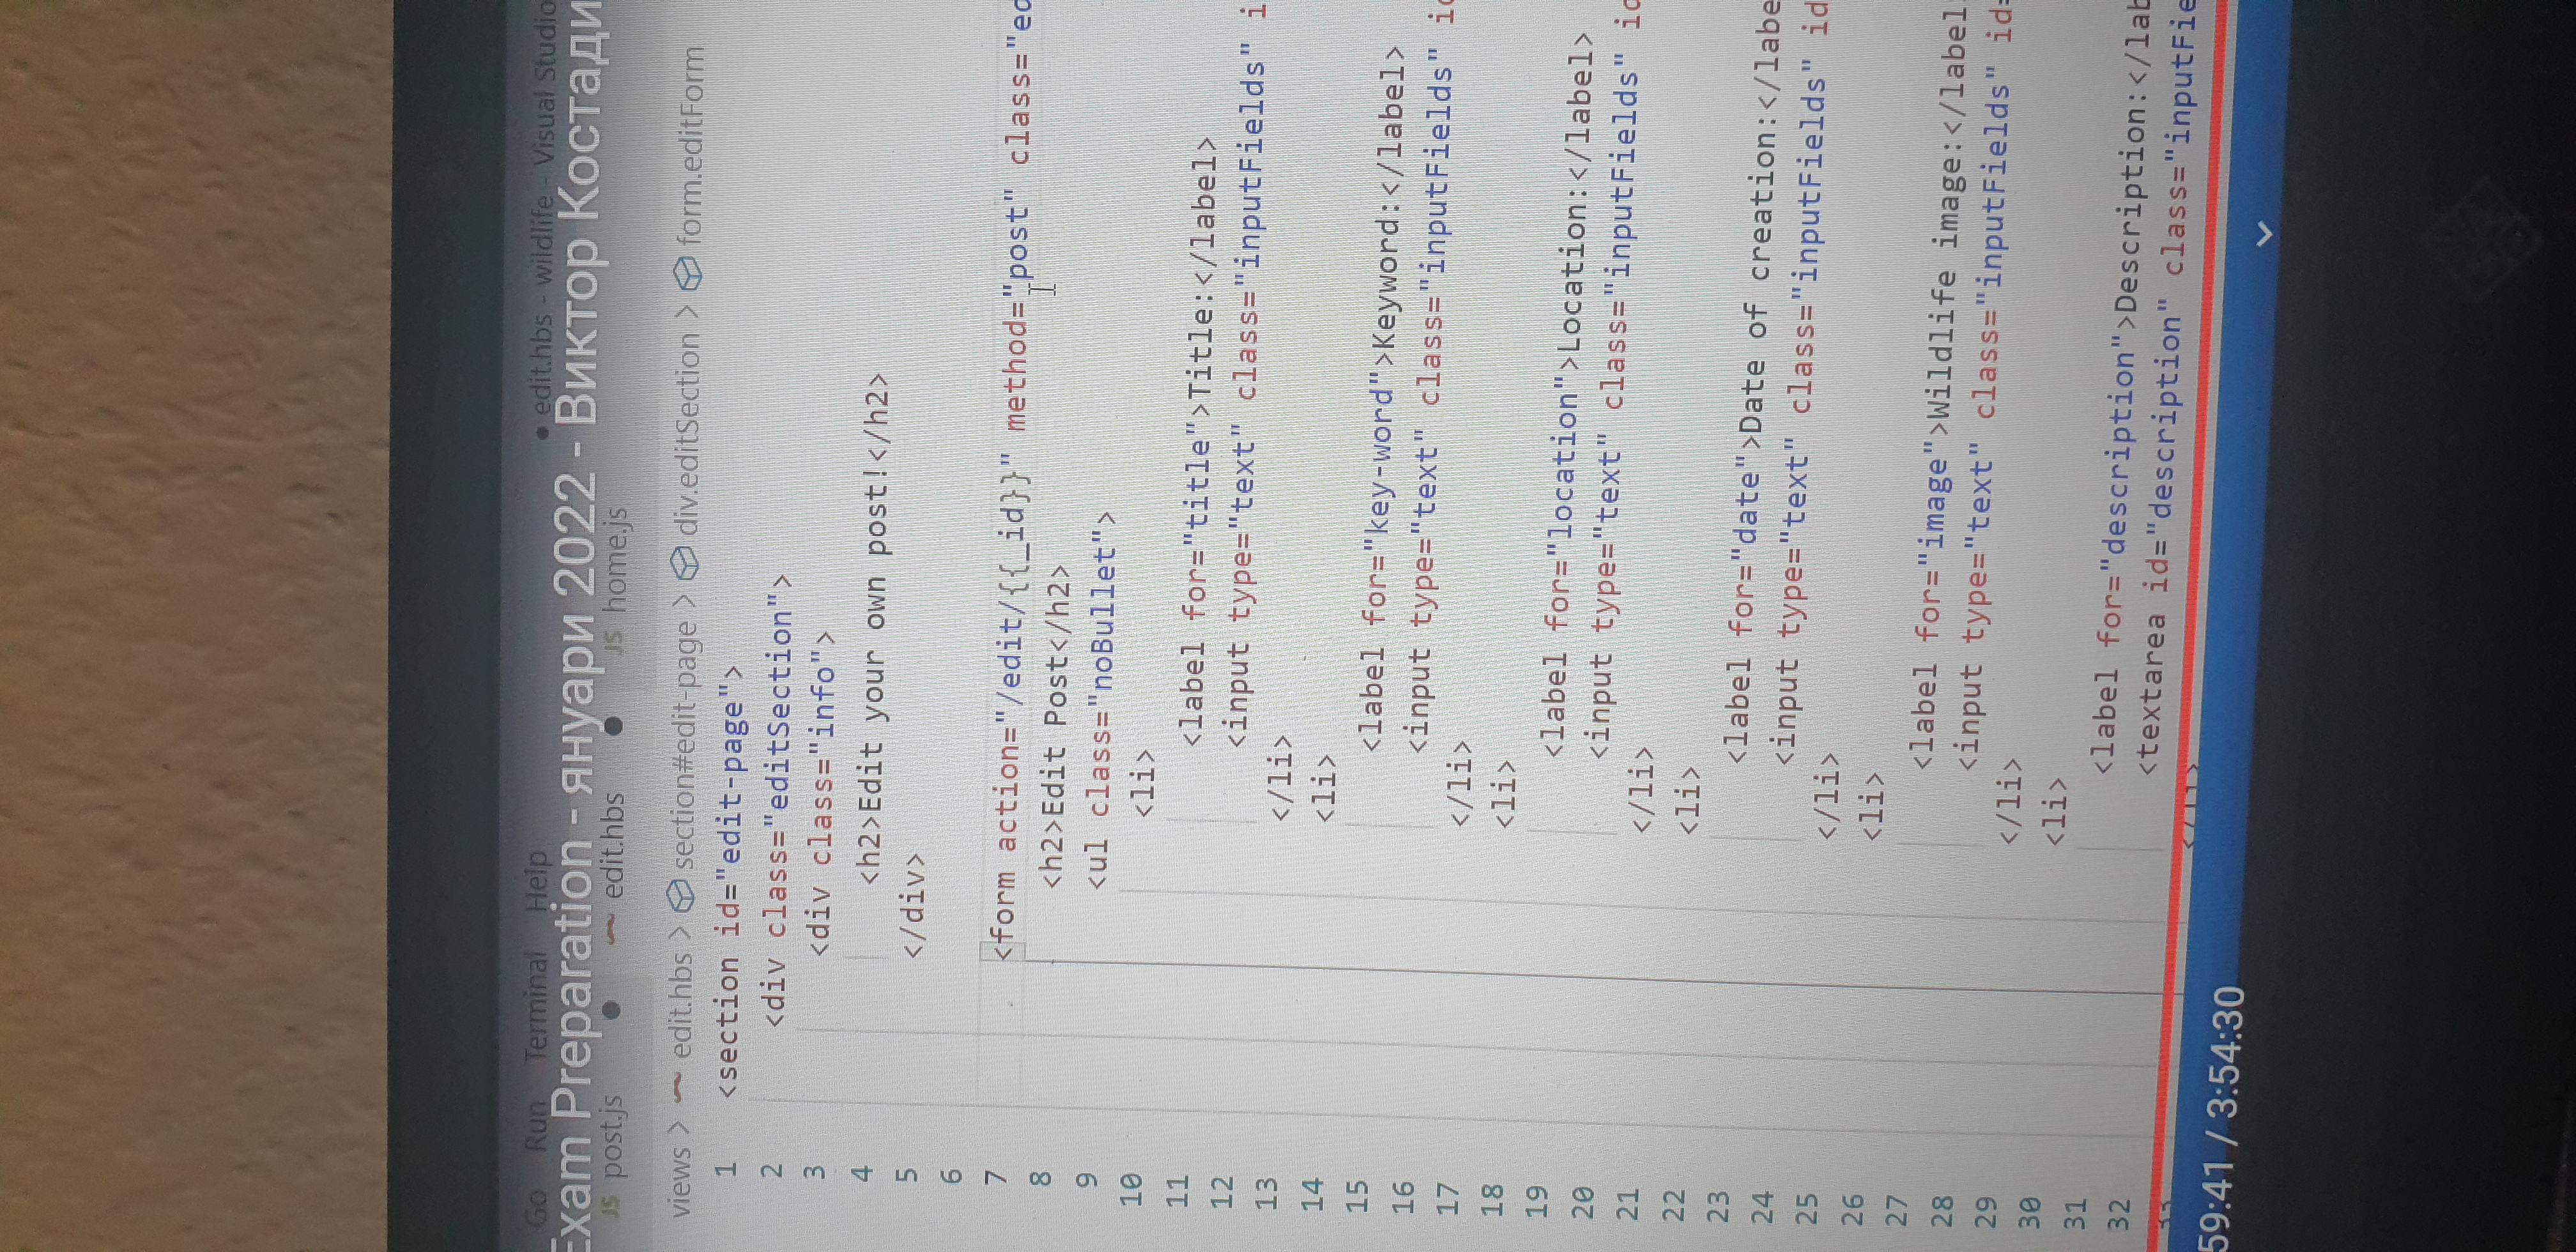 Go Run Terminal Help ● edit.hbs - wildlife - Visual Studio
Exam Preparation - януари 2022 - Виктор Костади
JS post.js ● edit.hbs ● JS home.js
views > edit.hbs > section#edit-page > div.editSection > form.editForm
1 <section id="edit-page">
2 <div class="editSection">
3 <div class="info">
4 <h2>Edit your own post!</h2>
5 </div>
6
7 <form action="/edit/{{_id}}" method="post" class="ed
8 <h2>Edit Post</h2>
9 <ul class="noBullet">
10 <li>
11 <label for="title">Title:</label>
12 <input type="text" class="inputFields" i
13 </li>
14 <li>
15 <label for="key-word">Keyword:</label>
16 <input type="text" class="inputFields" id
17 </li>
18 <li>
19 <label for="location">Location:</label>
20 <input type="text" class="inputFields" id
21 </li>
22 <li>
23 <label for="date">Date of creation:</labe
24 <input type="text" class="inputFields" id
25 </li>
26 <li>
27 <label for="image">Wildlife image:</label
28 <input type="text" class="inputFields" id=
29 </li>
30 <li>
31 <label for="description">Description:</lab
32 <textarea id="description" class="inputFie
33 </li>
59:41 / 3:54:30